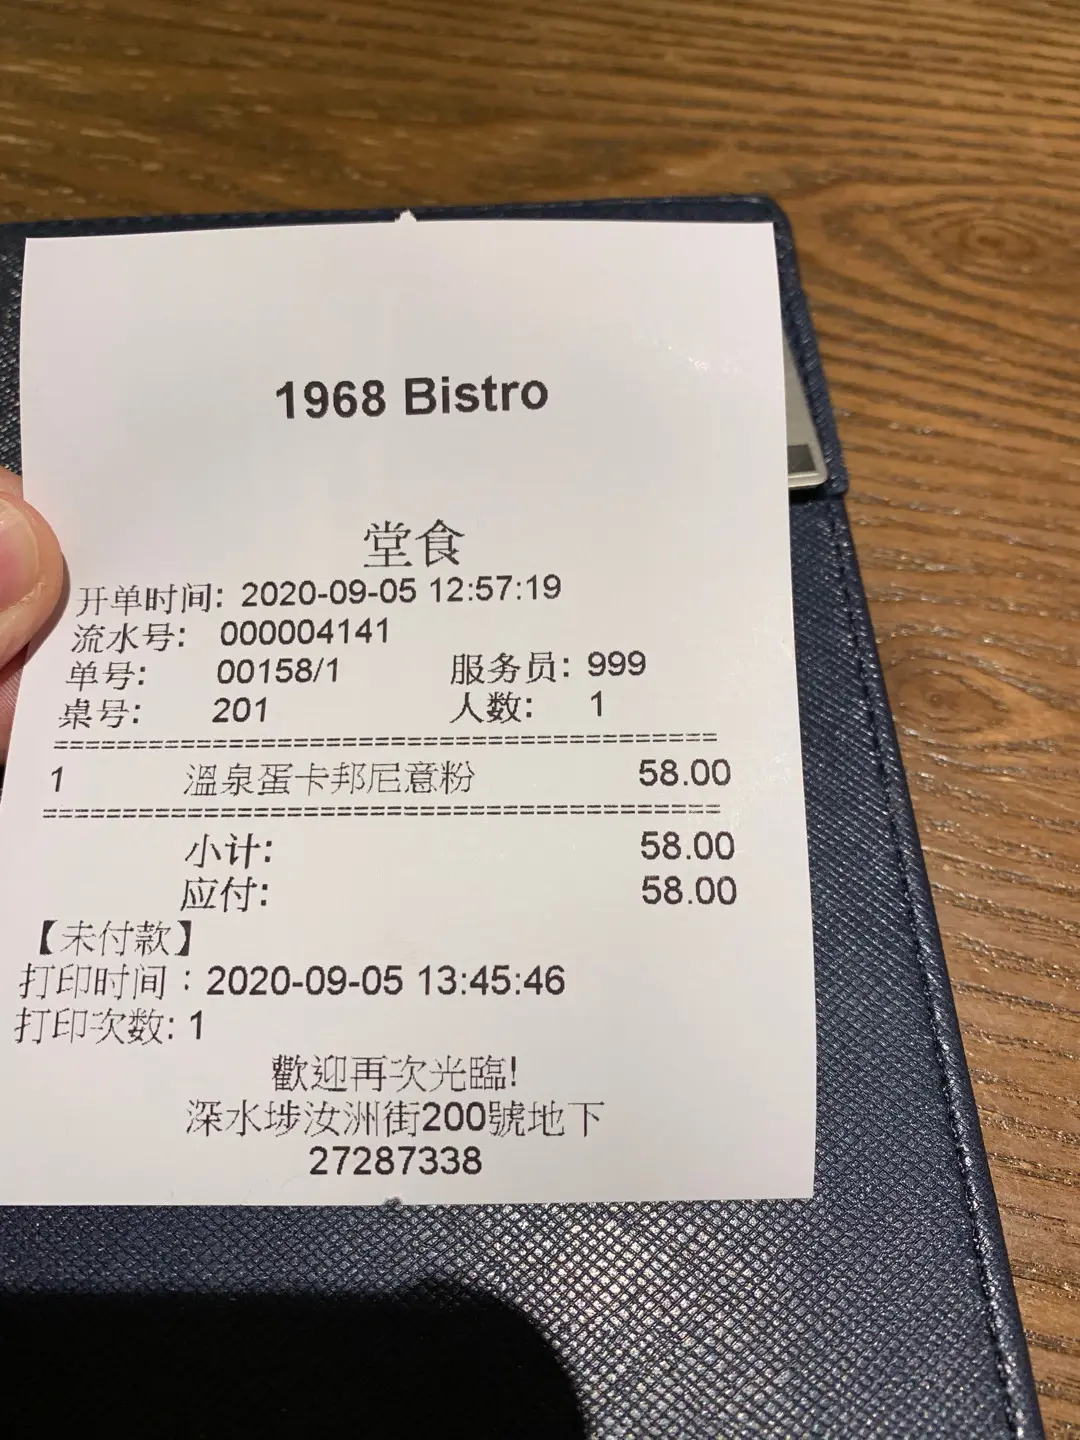 1968 Bistro
堂食
开单时间: 2020-09-05 12:57:19
流水号: 000004141
单号: 00158/1 服务员: 999
桌号: 201 人数: 1
=====================================
1 溫泉蛋卡邦尼意粉 58.00
=====================================
小计: 58.00
应付: 58.00
【未付款】
打印时间：2020-09-05 13:45:46
打印次数: 1
歡迎再次光臨!
深水埗汝洲街200號地下
27287338